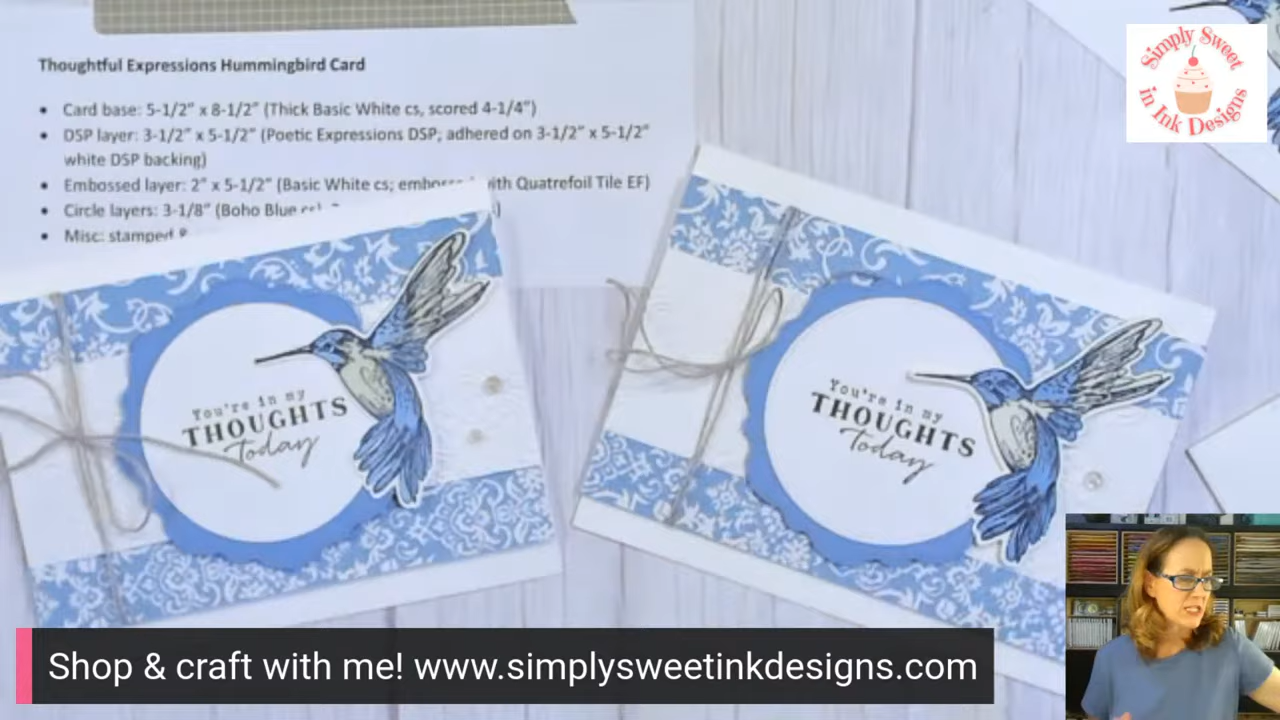 Thoughtful Expressions Hummingbird Card
• Card base: 5-1/2" x 8-1/2" (Thick Basic White cs, scored 4-1/4")
• DSP layer: 3-1/2" x 5-1/2" (Poetic Expressions DSP; adhered on 3-1/2" x 5-1/2"
white DSP backing)
• Embossed layer: 2" x 5-1/2" (Basic White cs; with Quatrefoil Tile EF)
• Circle layers: 3-1/8" (Boho Blue
• Misc: stamped &
Simply Sweet
in Ink Designs
You're in my
THOUGHTS
Today
You're in my
THOUGHTS
Today
Shop & craft with me! www.simplysweetinkdesigns.com